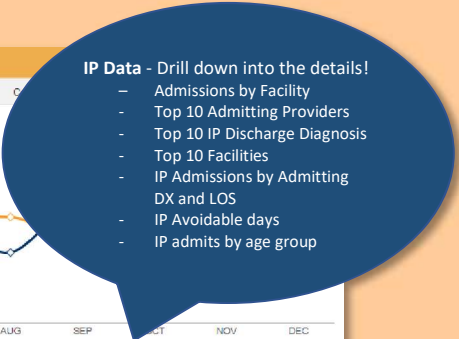 IP Data - Drill down into the details!
– Admissions by Facility
- Top 10 Admitting Providers
- Top 10 IP Discharge Diagnosis
- Top 10 Facilities
- IP Admissions by Admitting
DX and LOS
- IP Avoidable days
- IP admits by age group
AUG SEP NOV DEC